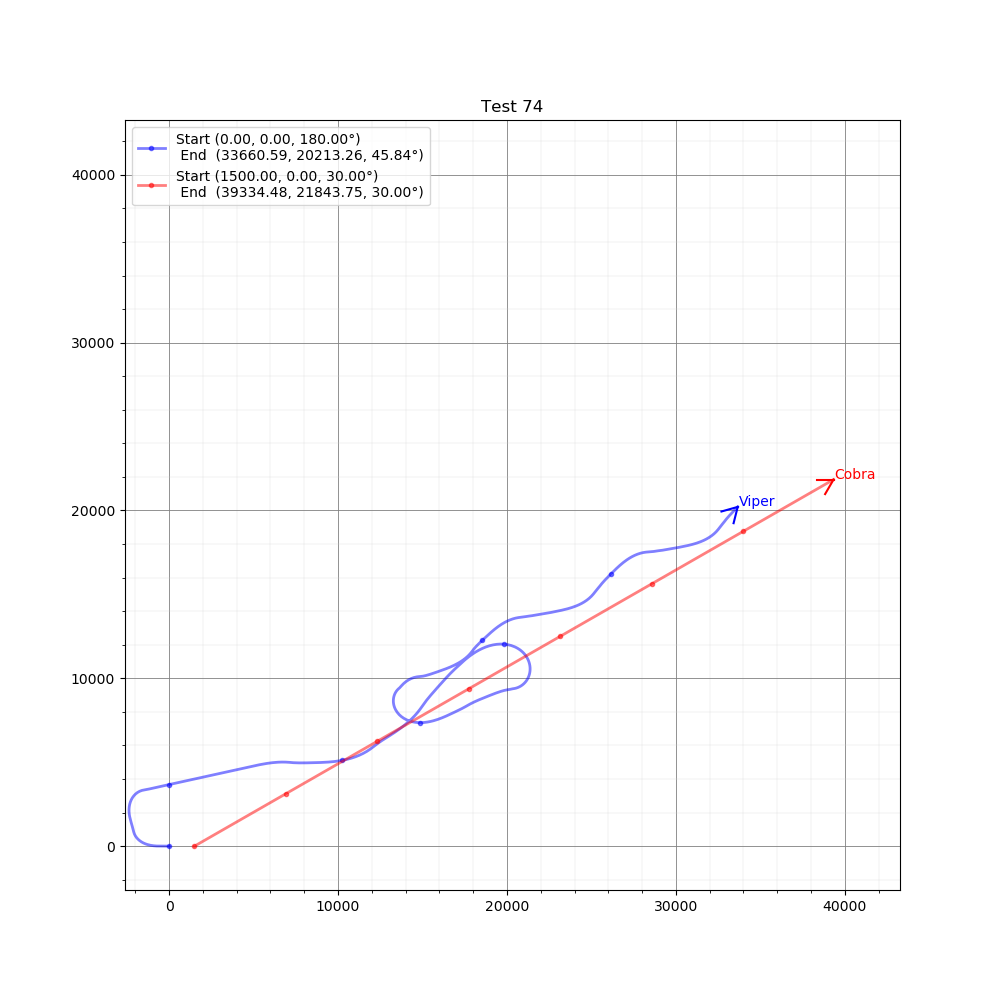 Test 74
Start (0.00, 0.00, 180.00°)
End (33660.59, 20213.26, 45.84°)
Start (1500.00, 0.00, 30.00°)
End (39334.48, 21843.75, 30.00°)
40000
30000
20000
10000
0
Cobra
Viper
0
10000
20000
30000
40000